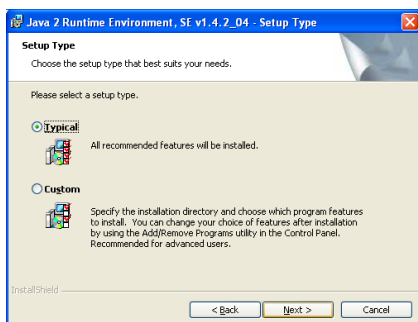 Java 2 Runtime Environment, SE v1.4.2_04 - Setup Type
Setup Type
Choose the setup type that best suits your needs.
Please select a setup type.
Typical
All recommended features will be installed.
Custom
Specify the installation directory and choose which program features
to install. You can change your choice of features after installation
by using the Add/Remove Programs utility in the Control Panel.
Recommended for advanced users.
InstallShield
< Back
Next >
Cancel